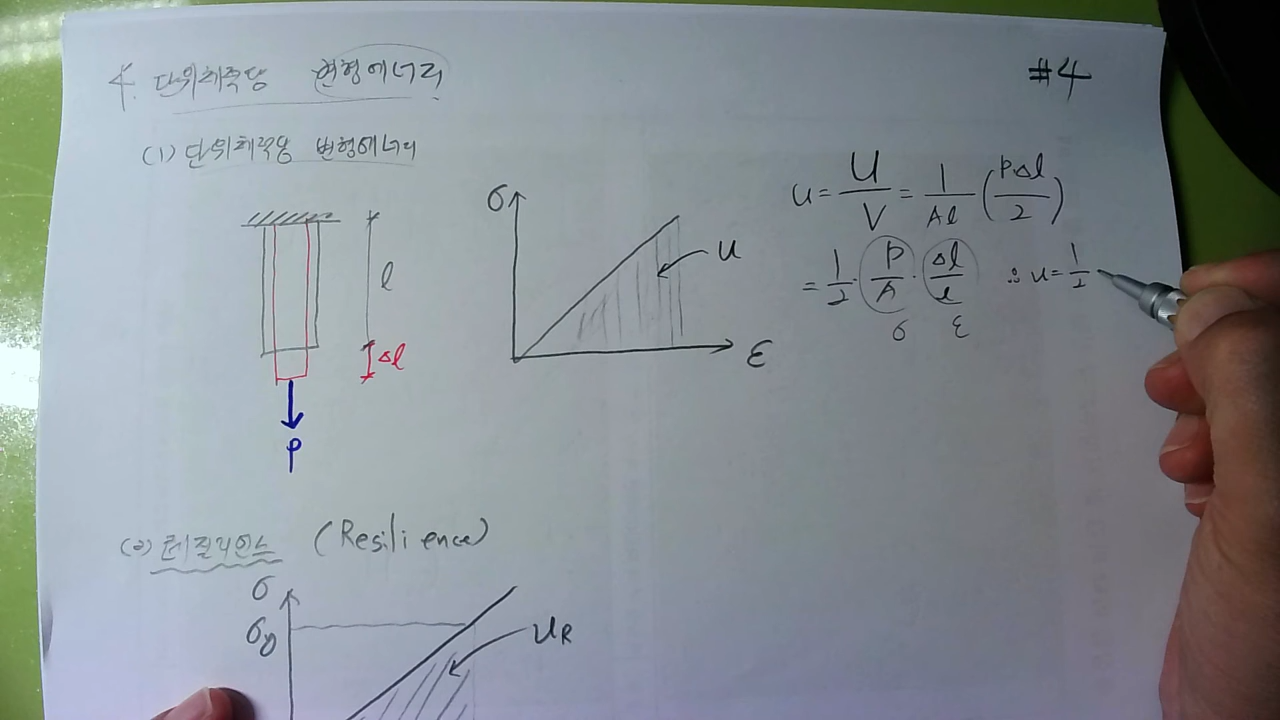 4. 단위체적당 변형에너지
#4
(1) 단위체적당 변형에너지
u = U/V = 1/Al (PΔl/2)
= 1/2 · P/A · Δl/l ∴ u = 1/2
σ ε
σ
u
l
ε
Δl
P
(2) 레질리언스 (Resilience)
σ
uR